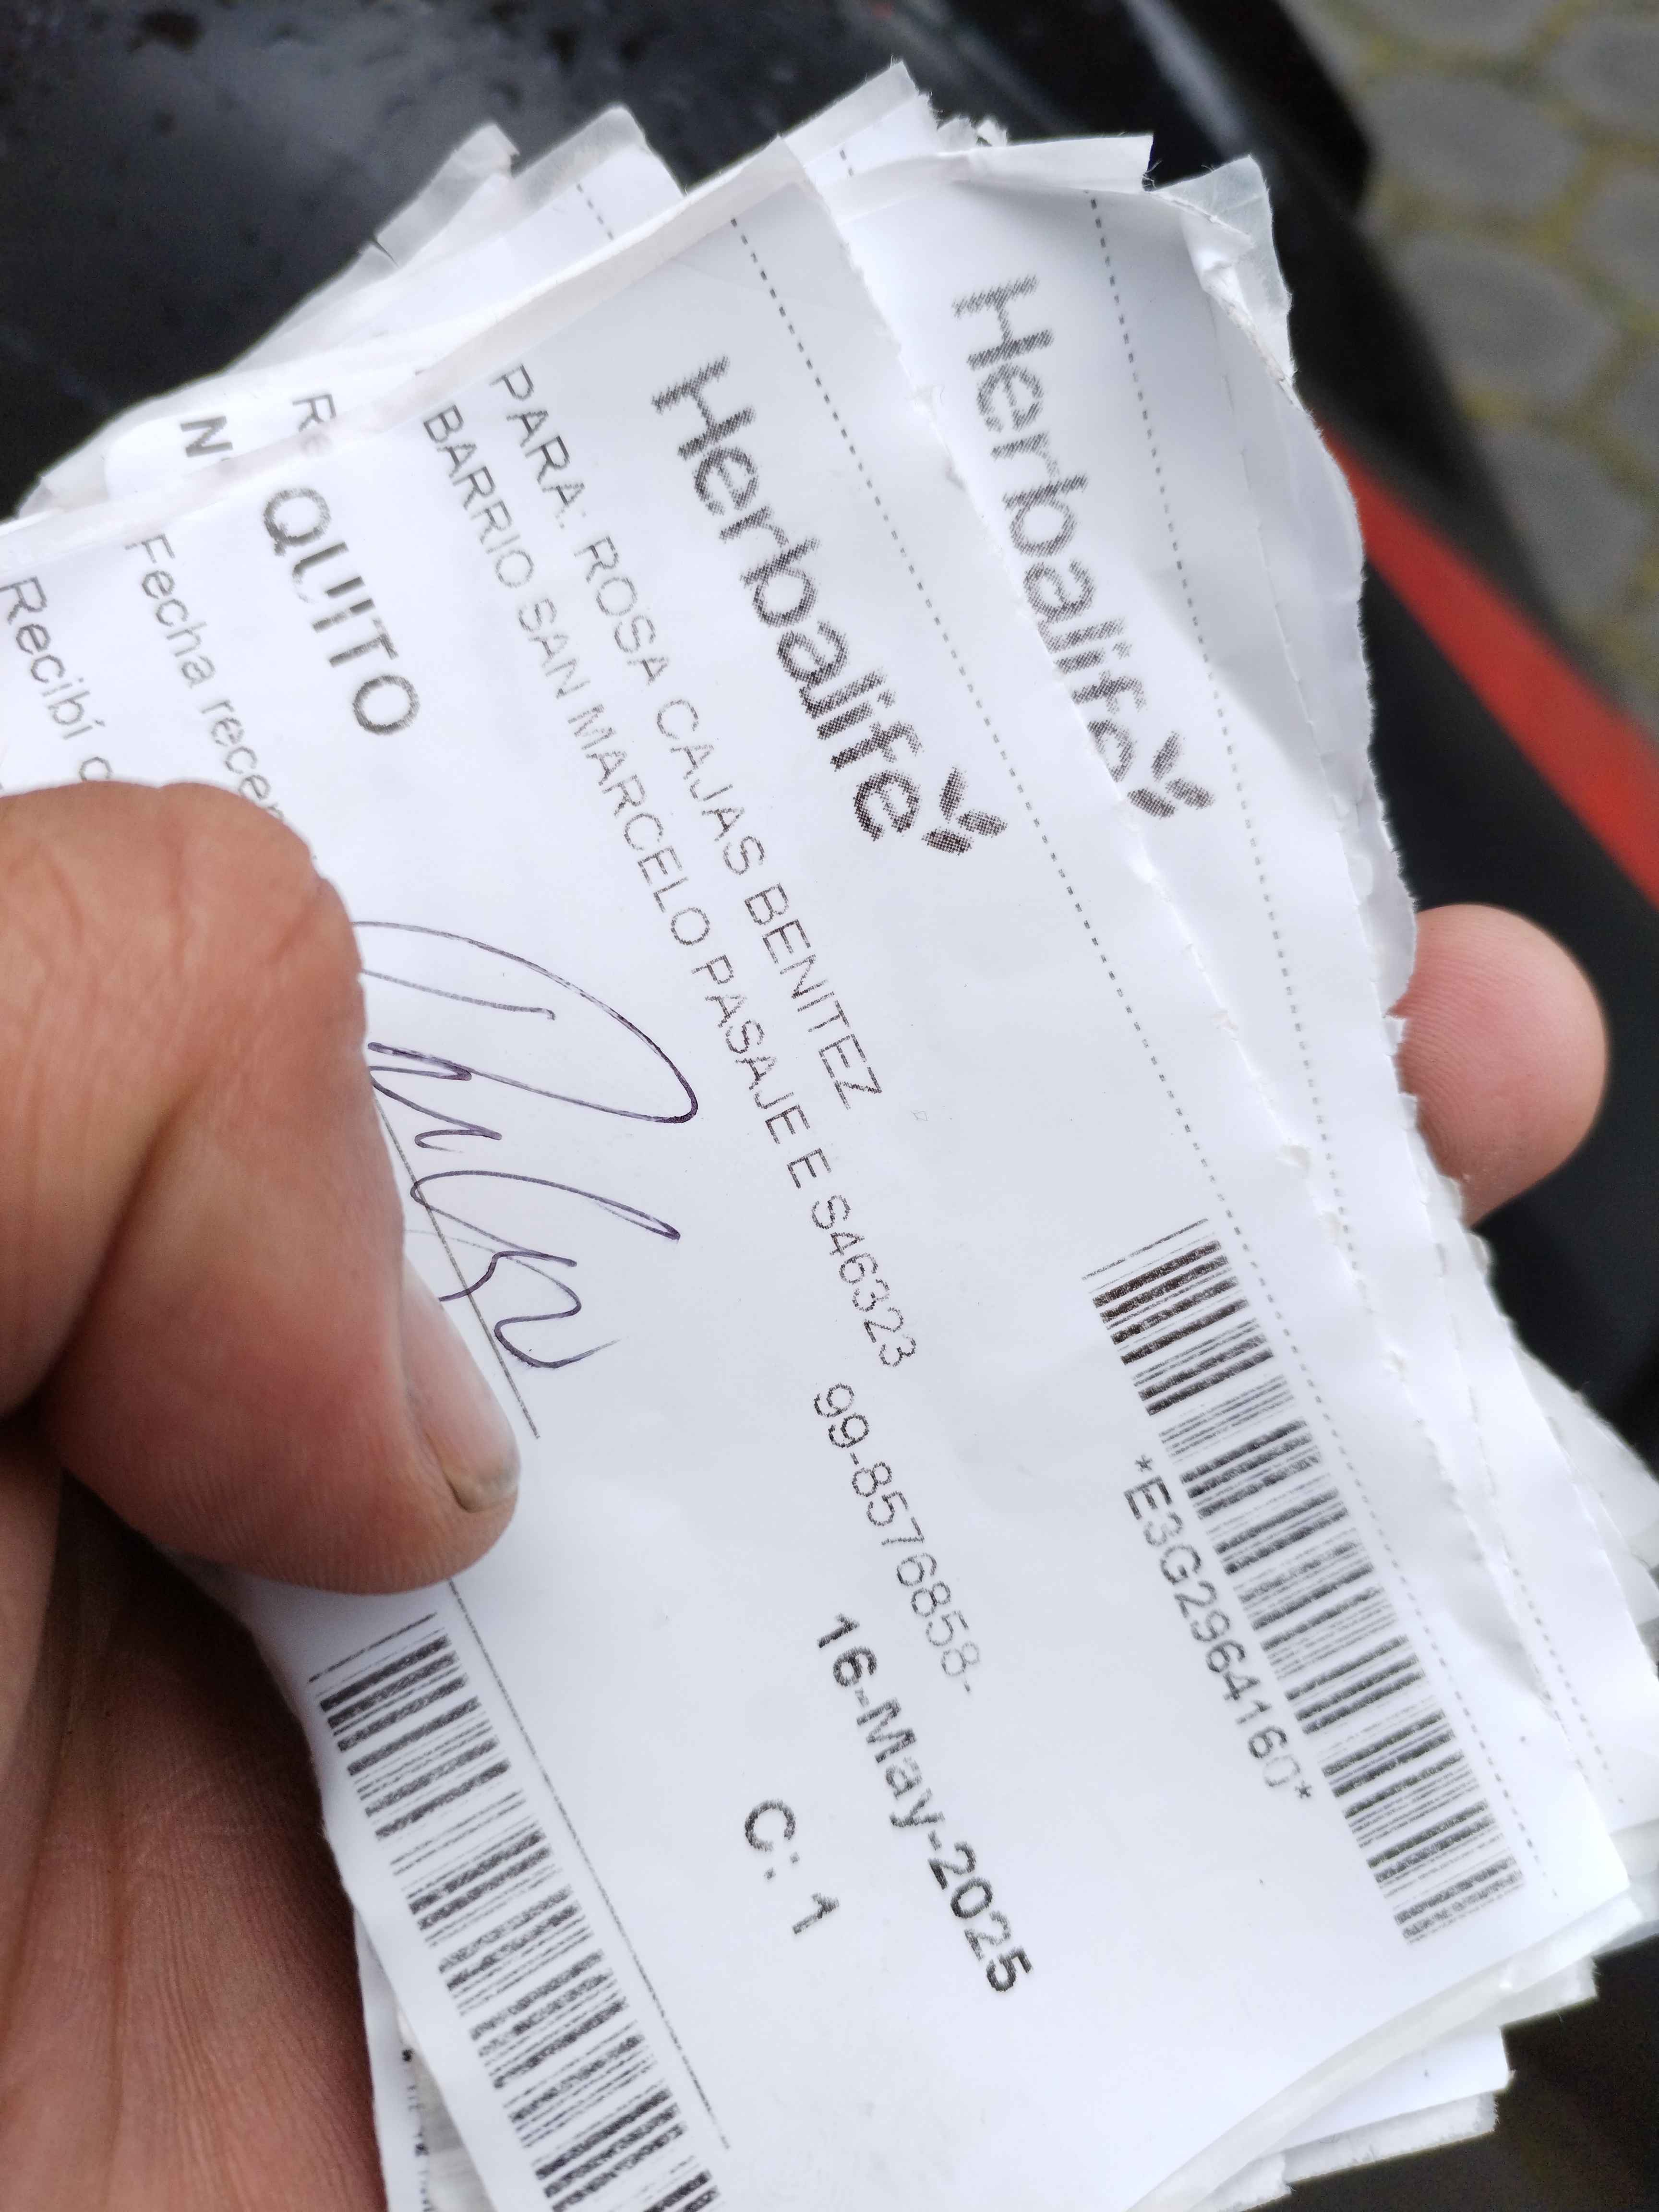 Herbalife
Herbalife
*E3G2964160*
PARA: ROSA CAJAS BENITEZ
BARRIO SAN MARCELO PASAJE E S46323 99-8576858-
16-May-2025
QUITO
C: 1
Fecha recep
Recibí